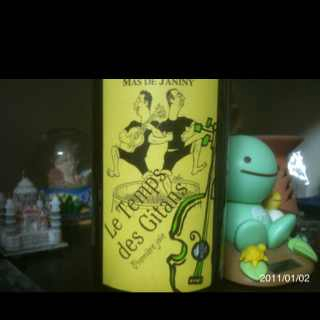 MAS DE JANINY
Le Temps
des Gitans
2011/01/02